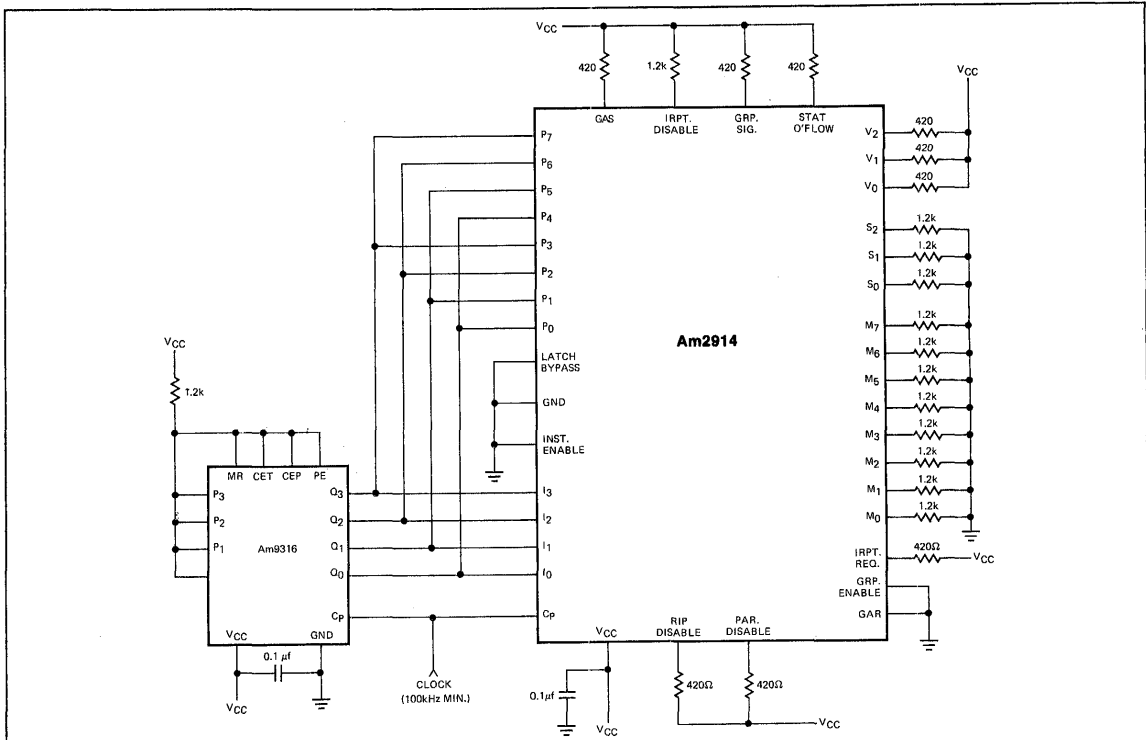 VCC
420
1.2k
420
420
GAS
IRPT. DISABLE
GRP. SIG.
STAT O'FLOW
VCC
P7
P6
P5
P4
P3
P2
P1
P0
LATCH BYPASS
GND
INST. ENABLE
I3
I2
I1
I0
CP
Am2914
V2
420
V1
420
V0
420
S2
1.2k
S1
1.2k
S0
1.2k
M7
1.2k
M6
1.2k
M5
1.2k
M4
1.2k
M3
1.2k
M2
1.2k
M1
1.2k
M0
1.2k
IRPT. REQ.
420Ω
VCC
GRP. ENABLE
GAR
VCC
1.2k
MR
CET
CEP
PE
P3
P2
P1
Am9316
Q3
Q2
Q1
Q0
CP
VCC
GND
0.1 µf
VCC
CLOCK
(100kHz MIN.)
VCC
RIP DISABLE
PAR. DISABLE
0.1µf
420Ω
420Ω
VCC
VCC